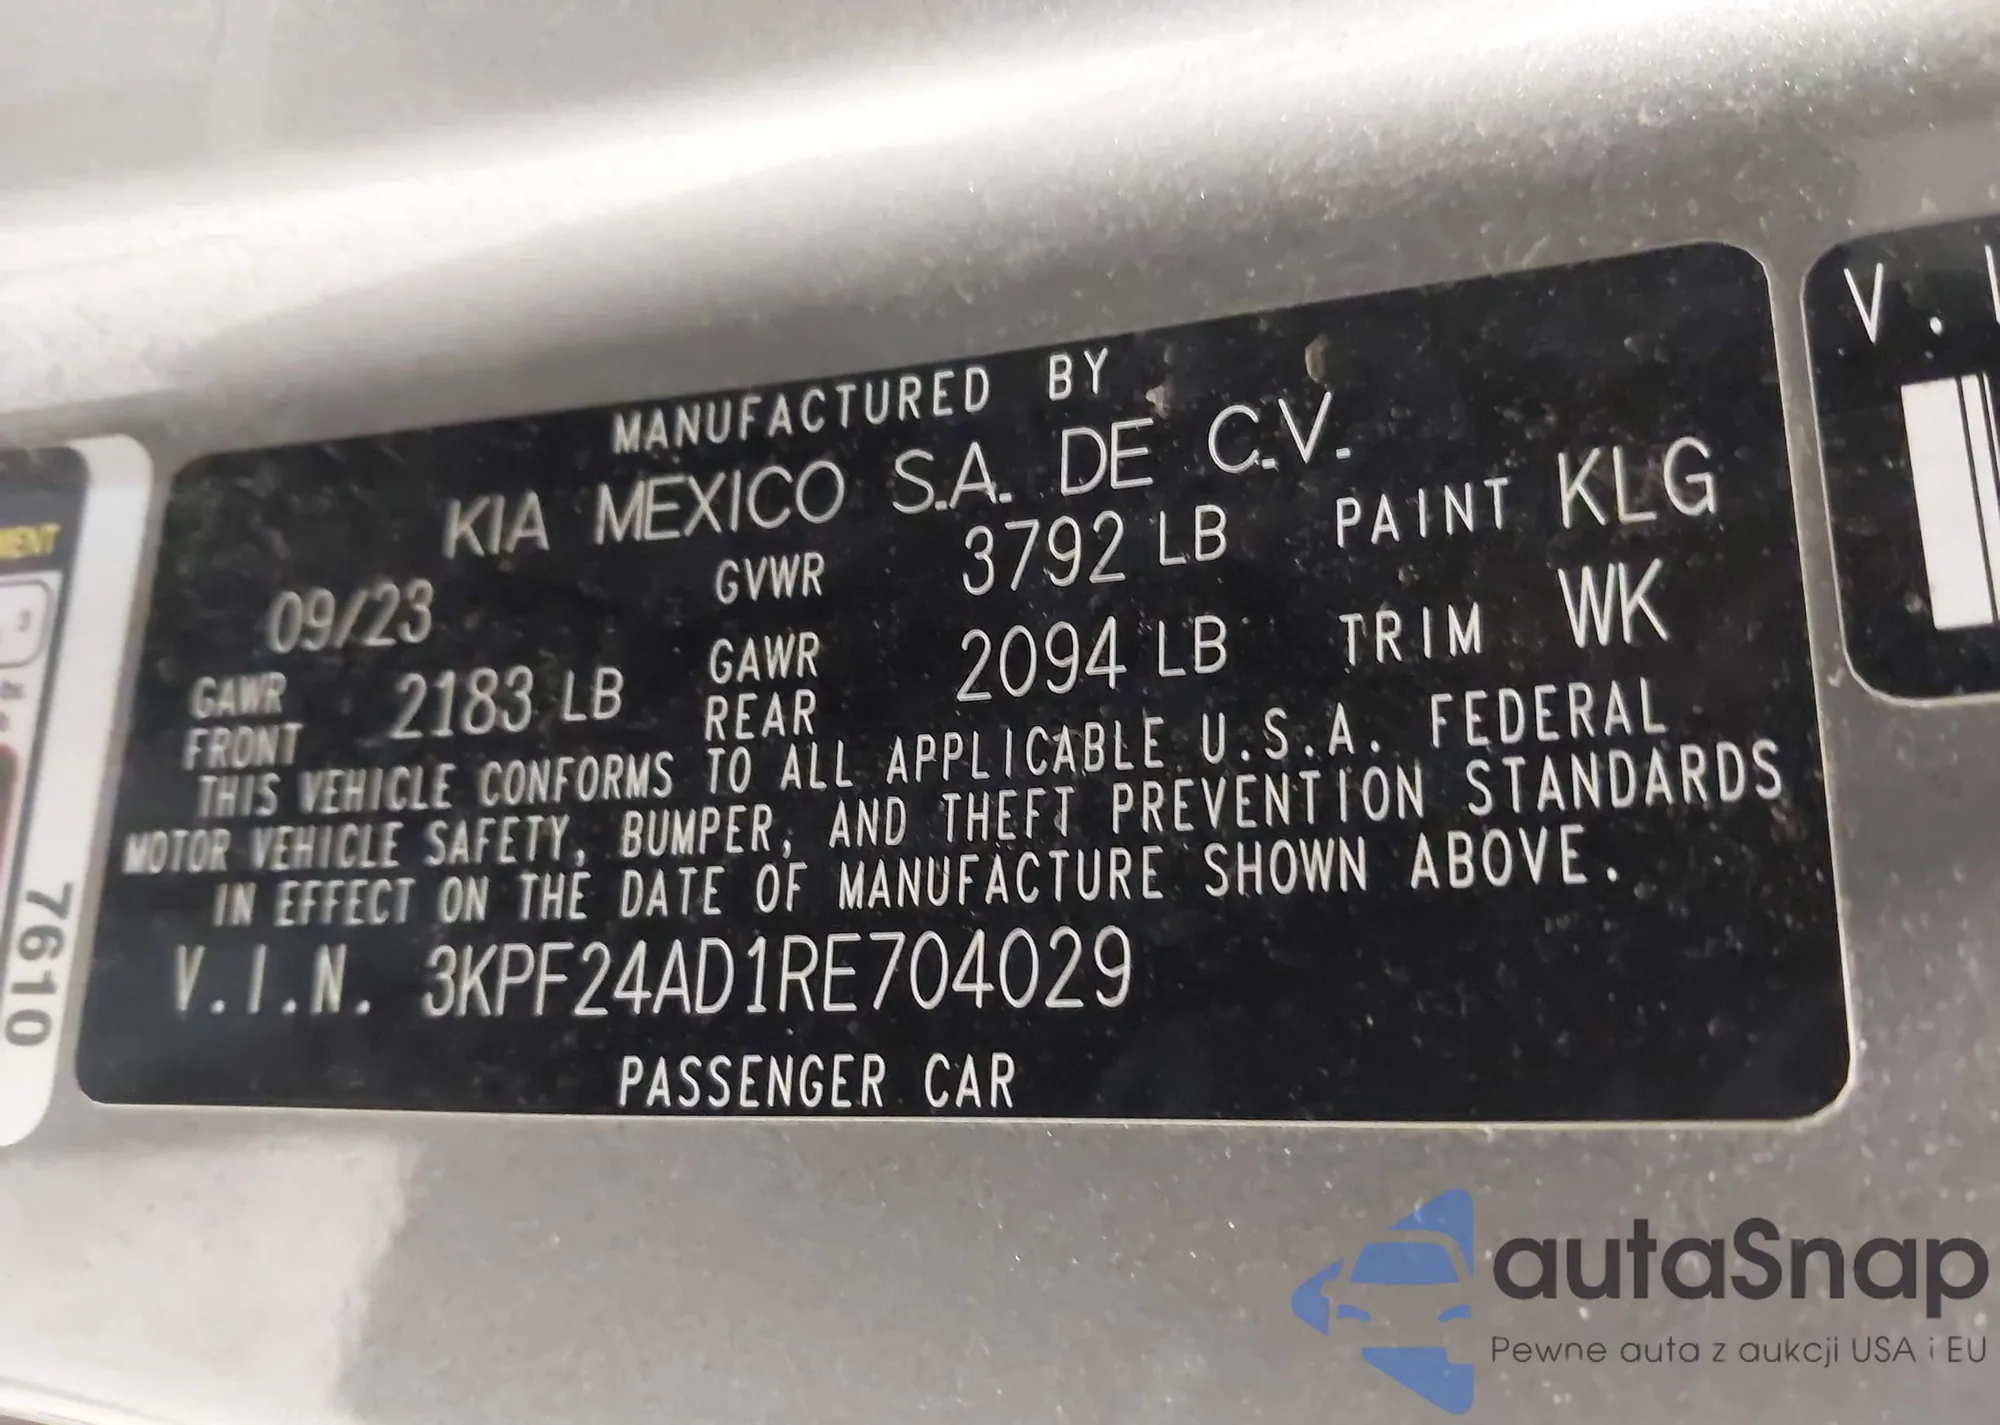 MANUFACTURED BY
KIA MEXICO S.A. DE C.V.
09/23 GVWR 3792 LB PAINT KLG
GAWR FRONT 2183 LB GAWR REAR 2094 LB TRIM WK
THIS VEHICLE CONFORMS TO ALL APPLICABLE U.S.A. FEDERAL
MOTOR VEHICLE SAFETY, BUMPER, AND THEFT PREVENTION STANDARDS
IN EFFECT ON THE DATE OF MANUFACTURE SHOWN ABOVE.
V.I.N. 3KPF24AD1RE704029
PASSENGER CAR
7610
V.
autaSnap
Pewne auta z aukcji USA i EU